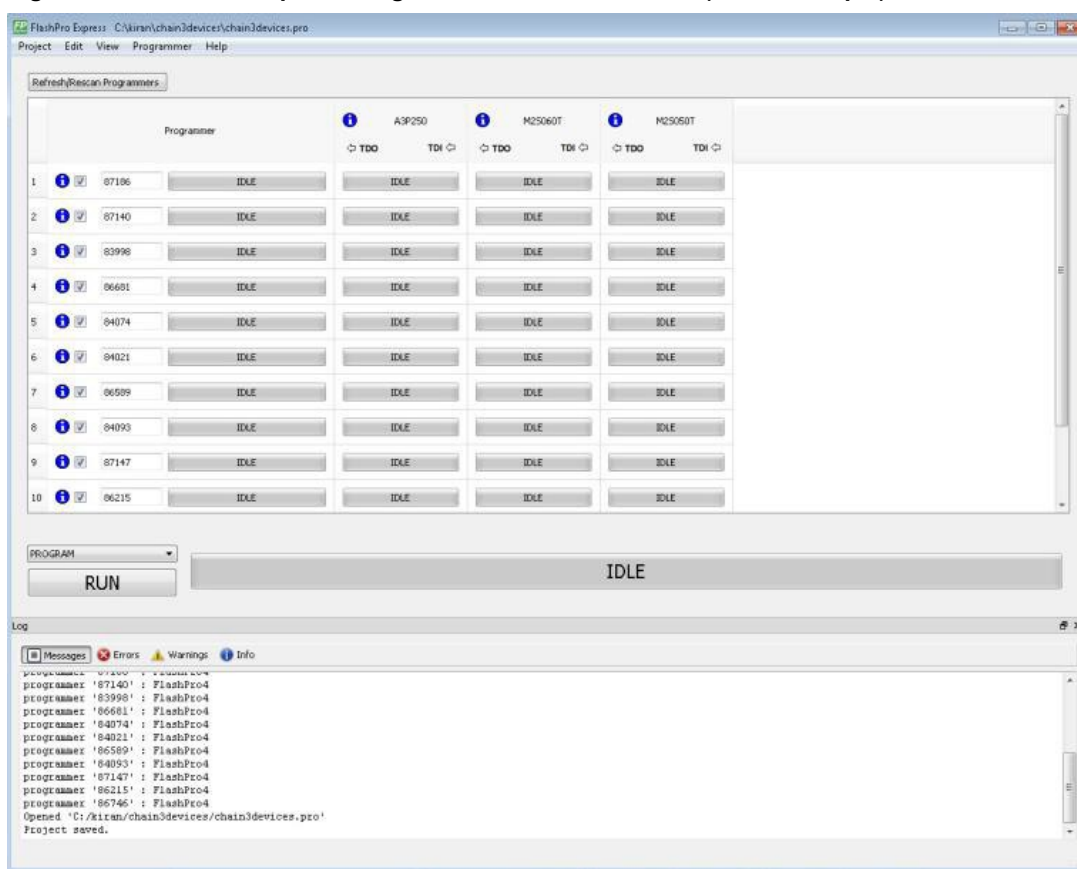 FlashPro Express C:\kiran\chain3devices\chain3devices.pro
Project Edit View Programmer Help
Refresh/Rescan Programmers
Programmer
A3P250 M2S060T M2S050T
TDO TDI TDO TDI TDO TDI
1 87186 IDLE IDLE IDLE IDLE
2 87140 IDLE IDLE IDLE IDLE
3 83998 IDLE IDLE IDLE IDLE
4 86681 IDLE IDLE IDLE IDLE
5 84074 IDLE IDLE IDLE IDLE
6 84021 IDLE IDLE IDLE IDLE
7 86589 IDLE IDLE IDLE IDLE
8 84093 IDLE IDLE IDLE IDLE
9 87147 IDLE IDLE IDLE IDLE
10 86215 IDLE IDLE IDLE IDLE
PROGRAM
RUN
IDLE
Log
Messages Errors Warnings Info
programmer '87186' : FlashPro4
programmer '87140' : FlashPro4
programmer '83998' : FlashPro4
programmer '86681' : FlashPro4
programmer '84074' : FlashPro4
programmer '84021' : FlashPro4
programmer '86589' : FlashPro4
programmer '84093' : FlashPro4
programmer '87147' : FlashPro4
programmer '86215' : FlashPro4
programmer '86746' : FlashPro4
Opened 'C:/kiran/chain3devices/chain3devices.pro'
Project saved.